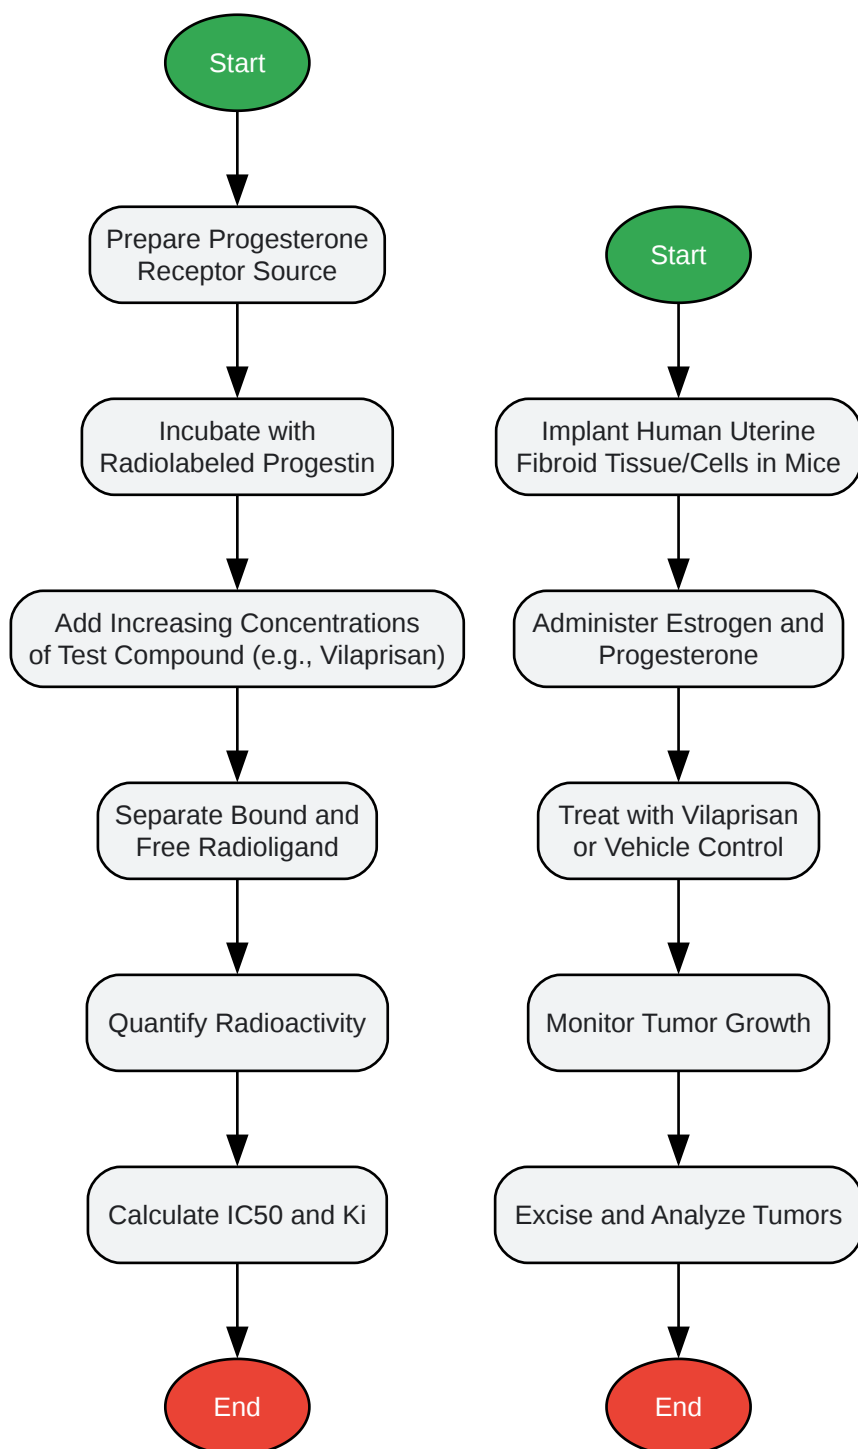 Start
Prepare Progesterone
Receptor Source
Incubate with
Radiolabeled Progestin
Add Increasing Concentrations
of Test Compound (e.g., Vilaprisan)
Separate Bound and
Free Radioligand
Quantify Radioactivity
Calculate IC50 and Ki
End
Start
Implant Human Uterine
Fibroid Tissue/Cells in Mice
Administer Estrogen and
Progesterone
Treat with Vilaprisan
or Vehicle Control
Monitor Tumor Growth
Excise and Analyze Tumors
End